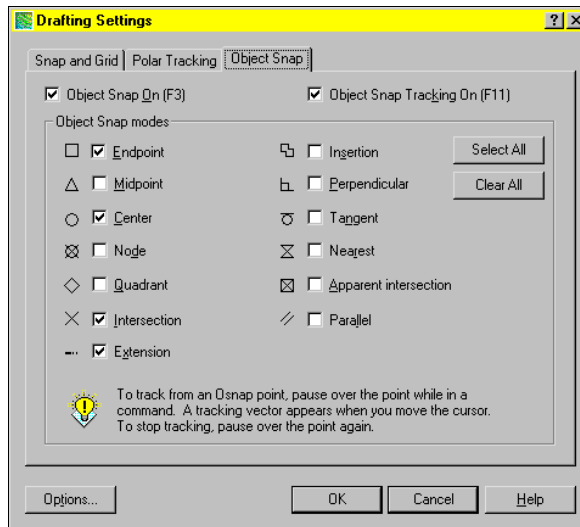 Drafting Settings
Snap and Grid Polar Tracking Object Snap
Object Snap On (F3) Object Snap Tracking On (F11)
Object Snap modes
Endpoint
Midpoint
Center
Node
Quadrant
Intersection
Extension
Insertion
Perpendicular
Tangent
Nearest
Apparent intersection
Parallel
Select All
Clear All
To track from an Osnap point, pause over the point while in a
command. A tracking vector appears when you move the cursor.
To stop tracking, pause over the point again.
Options... OK Cancel Help